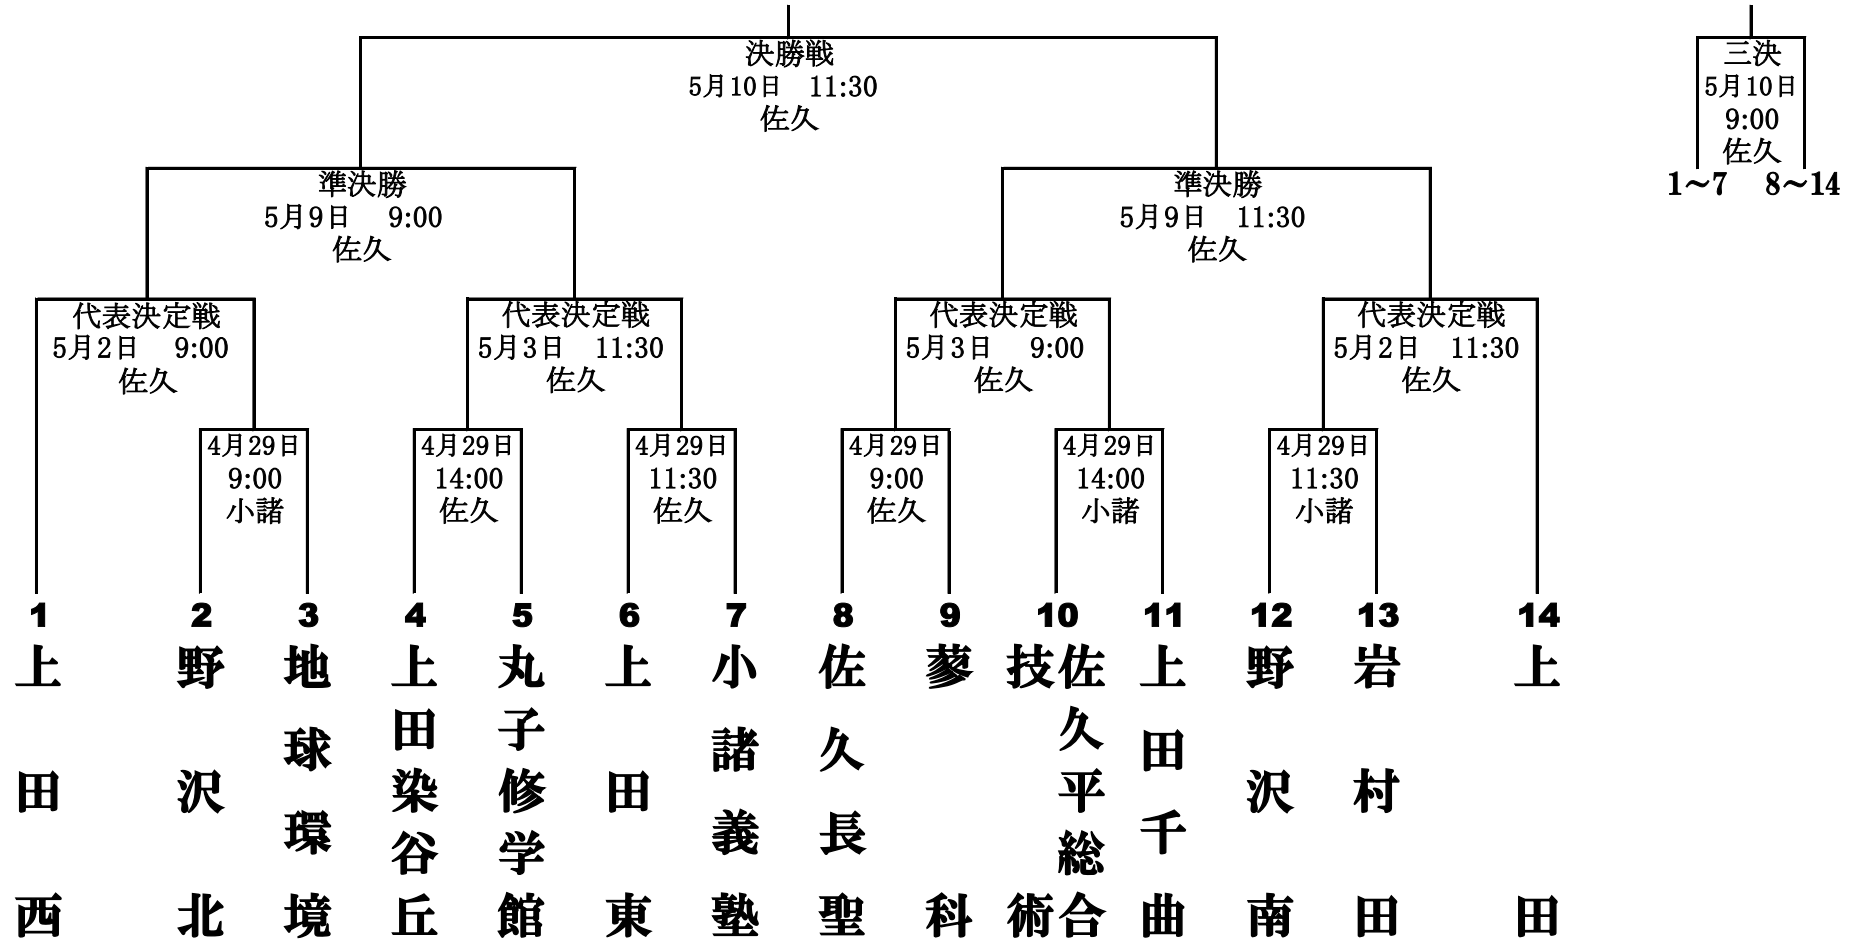 決勝戦
5月10日　11:30
佐久
三決
5月10日
9:00
佐久
1～7　8～14
準決勝
5月9日　9:00
佐久
準決勝
5月9日　11:30
佐久
代表決定戦
5月2日　9:00
佐久
代表決定戦
5月3日　11:30
佐久
代表決定戦
5月3日　9:00
佐久
代表決定戦
5月2日　11:30
佐久
4月29日
9:00
小諸
4月29日
14:00
佐久
4月29日
11:30
佐久
4月29日
9:00
佐久
4月29日
14:00
小諸
4月29日
11:30
小諸
1
上田西
2
野沢北
3
地球環境
4
上田染谷丘
5
丸子修学館
6
上田東
7
小諸義塾
8
佐久長聖
9
蓼科
10
佐久平総合
技術
11
上田千曲
12
野沢南
13
岩村田
14
上田